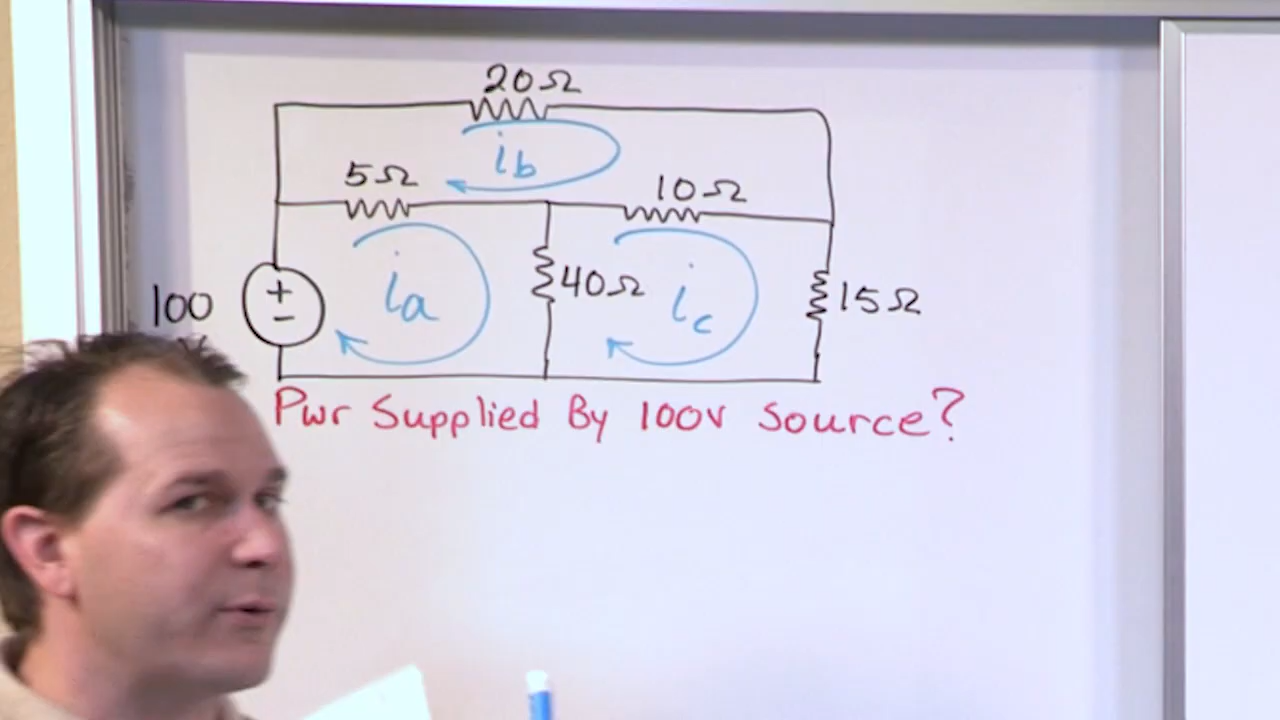 20Ω
ib
5Ω
10Ω
100
+
-
ia
40Ω
ic
15Ω
Pwr Supplied By 100V Source?